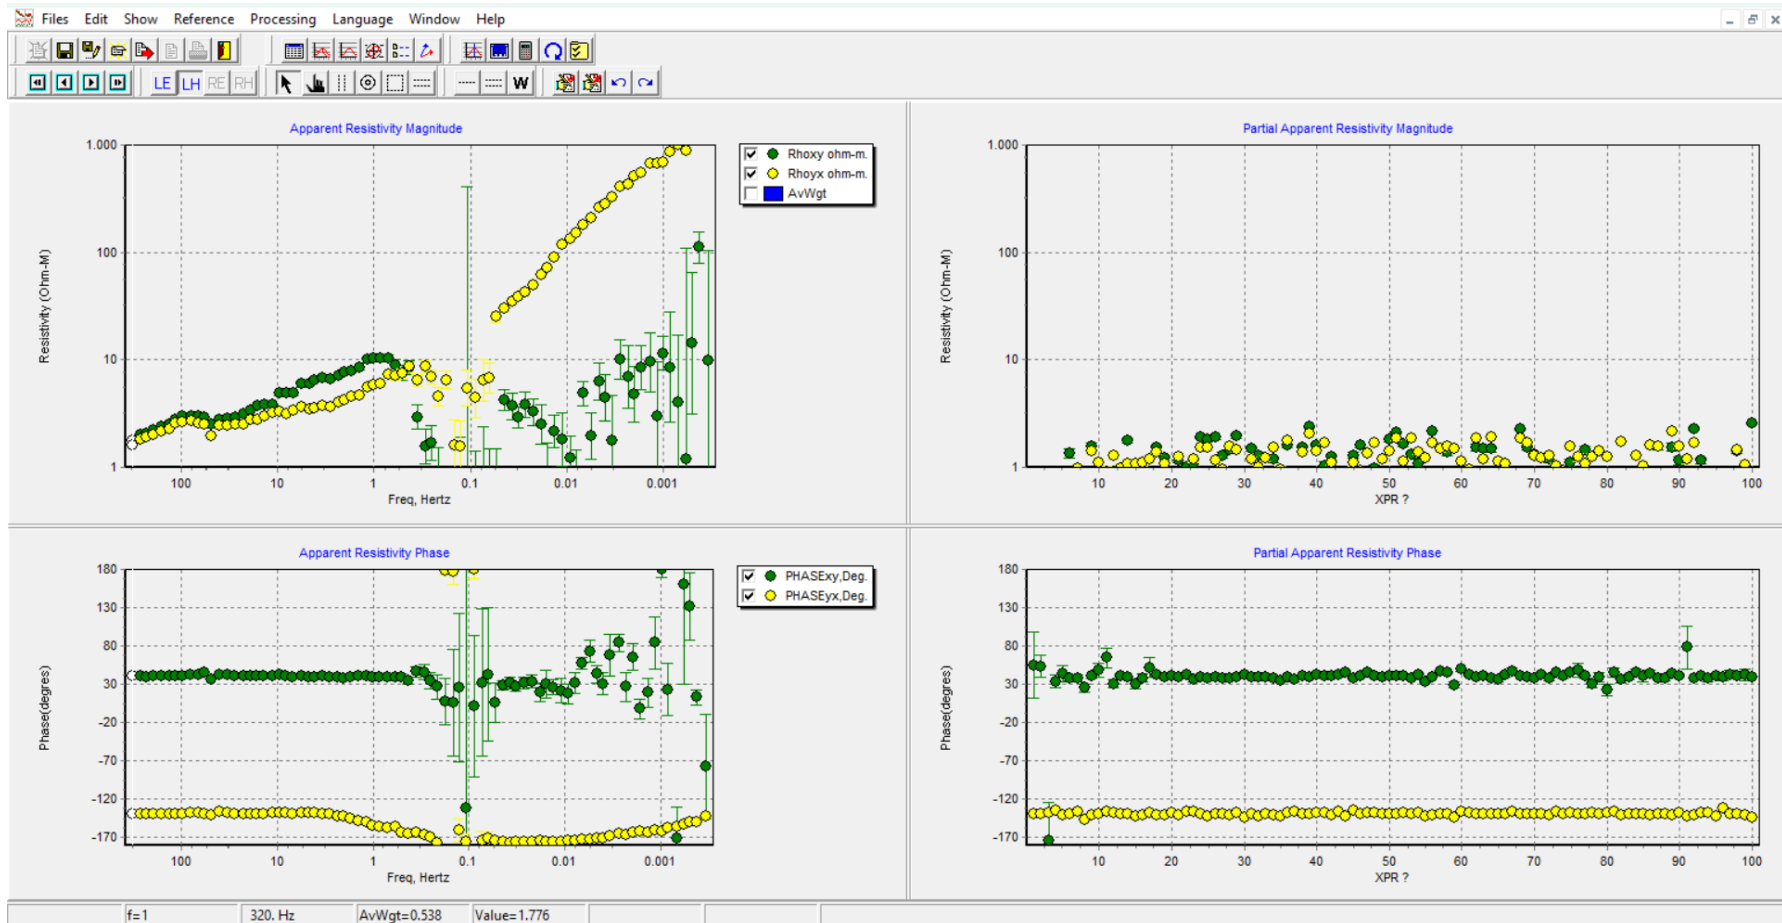 Files Edit Show Reference Processing Language Window Help
LE LH RE RH W
Apparent Resistivity Magnitude
1.000
100
10
1
Resistivity (Ohm-M)
100 10 1 0.1 0.01 0.001
Freq, Hertz
Rhoxy ohm-m.
Rhoyx ohm-m.
AvWgt
Partial Apparent Resistivity Magnitude
1.000
100
10
1
Resistivity (Ohm-M)
10 20 30 40 50 60 70 80 90 100
XPR ?
Apparent Resistivity Phase
180
130
80
30
-20
-70
-120
-170
Phase(degrees)
100 10 1 0.1 0.01 0.001
Freq, Hertz
PHASExy,Deg.
PHASEyx,Deg.
Partial Apparent Resistivity Phase
180
130
80
30
-20
-70
-120
-170
Phase(degrees)
10 20 30 40 50 60 70 80 90 100
XPR ?
f=1 320. Hz AvWgt=0.538 Value=1.776